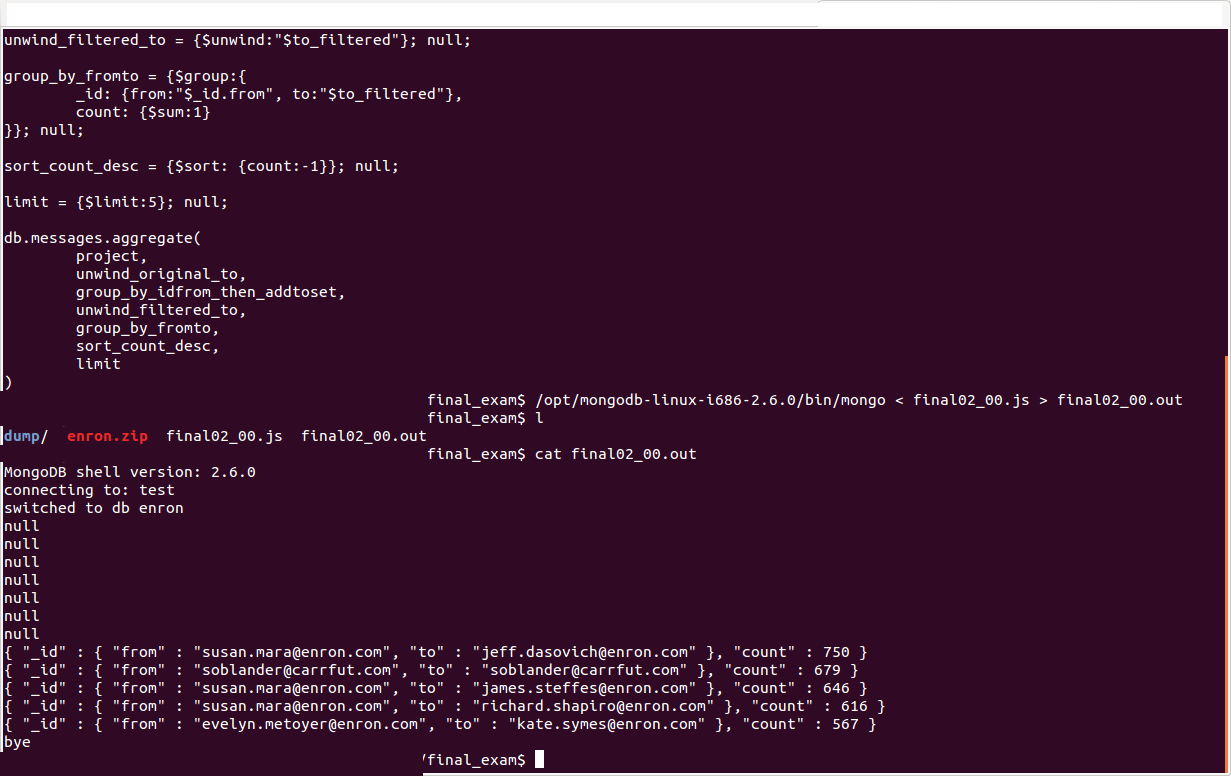 unwind_filtered_to = {$unwind:"$to_filtered"}; null;
group_by_fromto = {$group:{
_id: {from:"$_id.from", to:"$to_filtered"},
count: {$sum:1}
}}; null;
sort_count_desc = {$sort: {count:-1}}; null;
limit = {$limit:5}; null;
db.messages.aggregate(
project,
unwind_original_to,
group_by_idfrom_then_addtoset,
unwind_filtered_to,
group_by_fromto,
sort_count_desc,
limit
)
final_exam$ /opt/mongodb-linux-i686-2.6.0/bin/mongo < final02_00.js > final02_00.out
final_exam$ l
dump/ enron.zip final02_00.js final02_00.out
final_exam$ cat final02_00.out
MongoDB shell version: 2.6.0
connecting to: test
switched to db enron
null
null
null
null
null
null
null
{ "_id" : { "from" : "susan.mara@enron.com", "to" : "jeff.dasovich@enron.com" }, "count" : 750 }
{ "_id" : { "from" : "soblander@carrfut.com", "to" : "soblander@carrfut.com" }, "count" : 679 }
{ "_id" : { "from" : "susan.mara@enron.com", "to" : "james.steffes@enron.com" }, "count" : 646 }
{ "_id" : { "from" : "susan.mara@enron.com", "to" : "richard.shapiro@enron.com" }, "count" : 616 }
{ "_id" : { "from" : "evelyn.metoyer@enron.com", "to" : "kate.symes@enron.com" }, "count" : 567 }
bye
/final_exam$